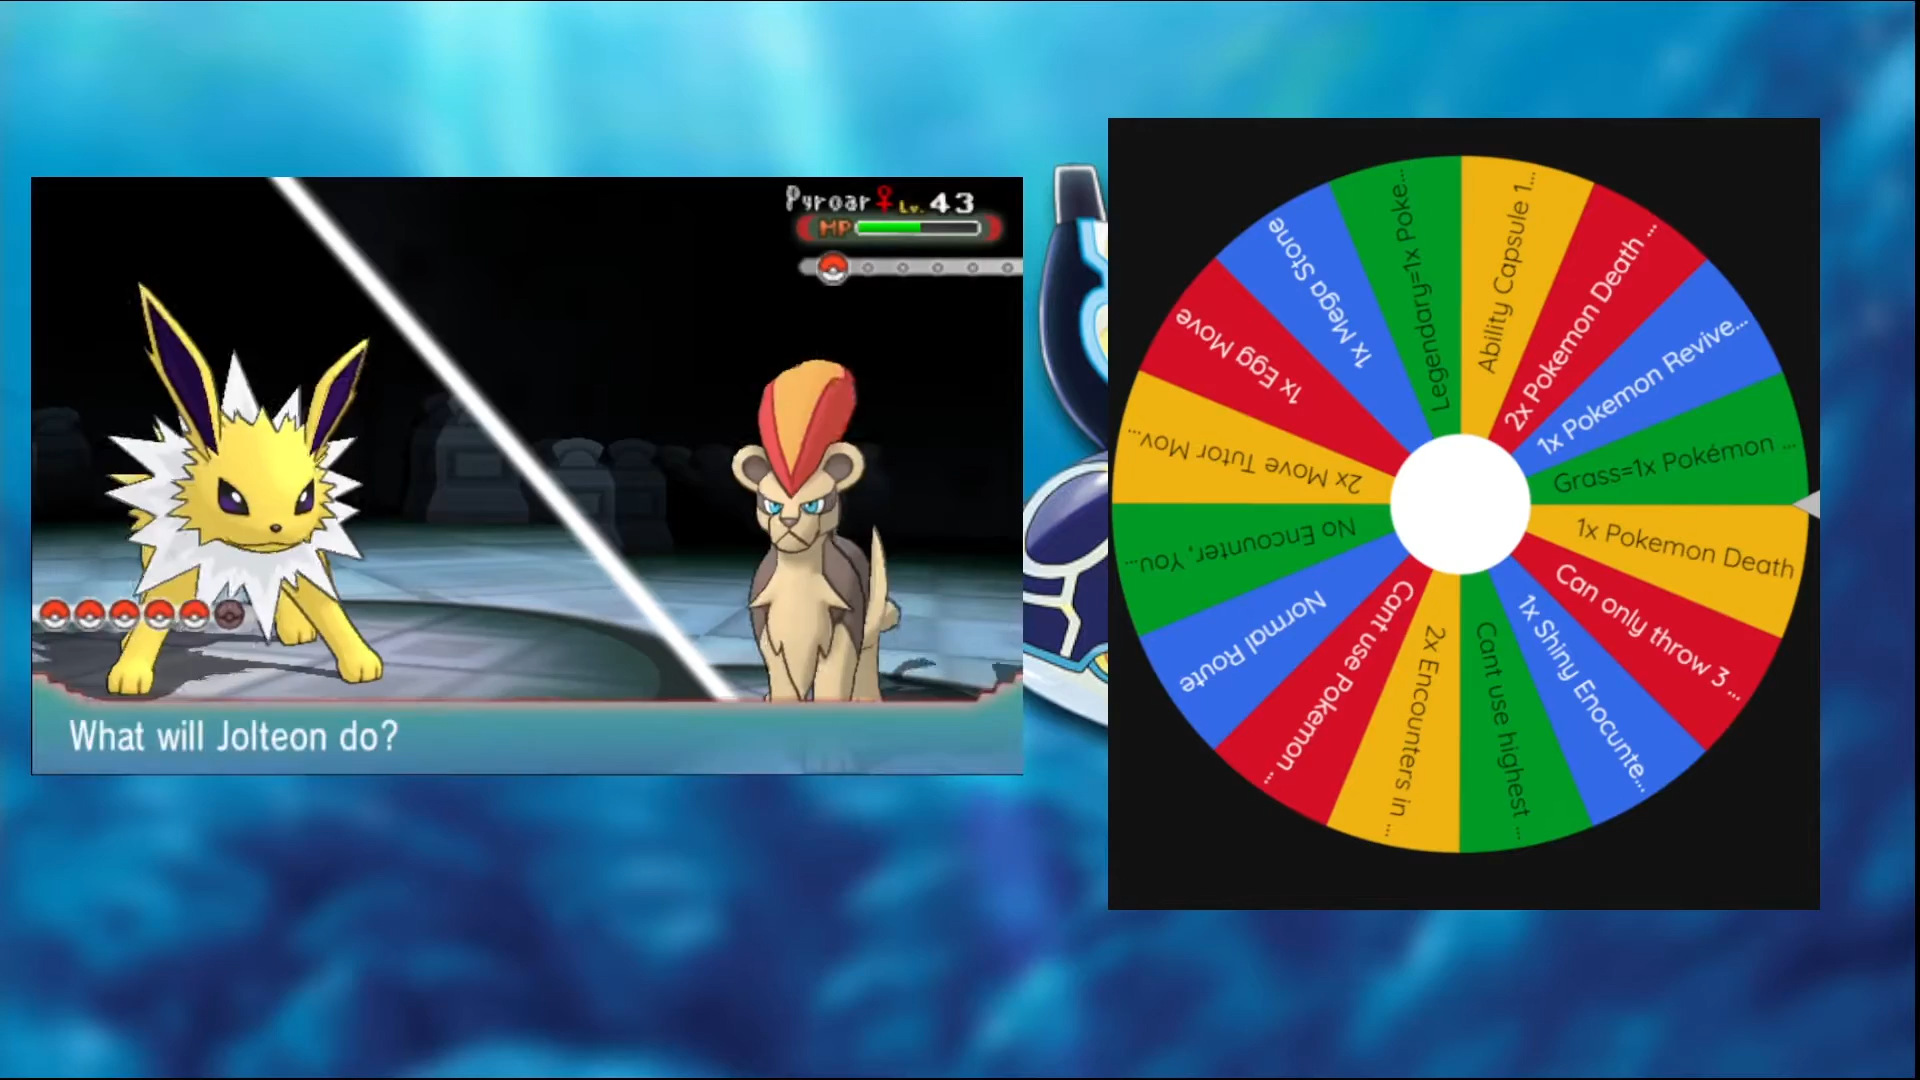 Pyroar♀ Lv. 43
HP
What will Jolteon do?
Legendary=1x Poke...
Ability Capsule 1...
2x Pokemon Death ...
1x Pokemon Revive...
Grass=1x Pokémon ...
1x Pokemon Death
Can only throw 3 ...
1x Shiny Enocunte...
Cant use highest ...
2x Encounters in ...
Cant use Pokemon ...
Normal Route
No Encounter, You...
2x Move Tutor Mov...
1x Egg Move
1x Mega Stone